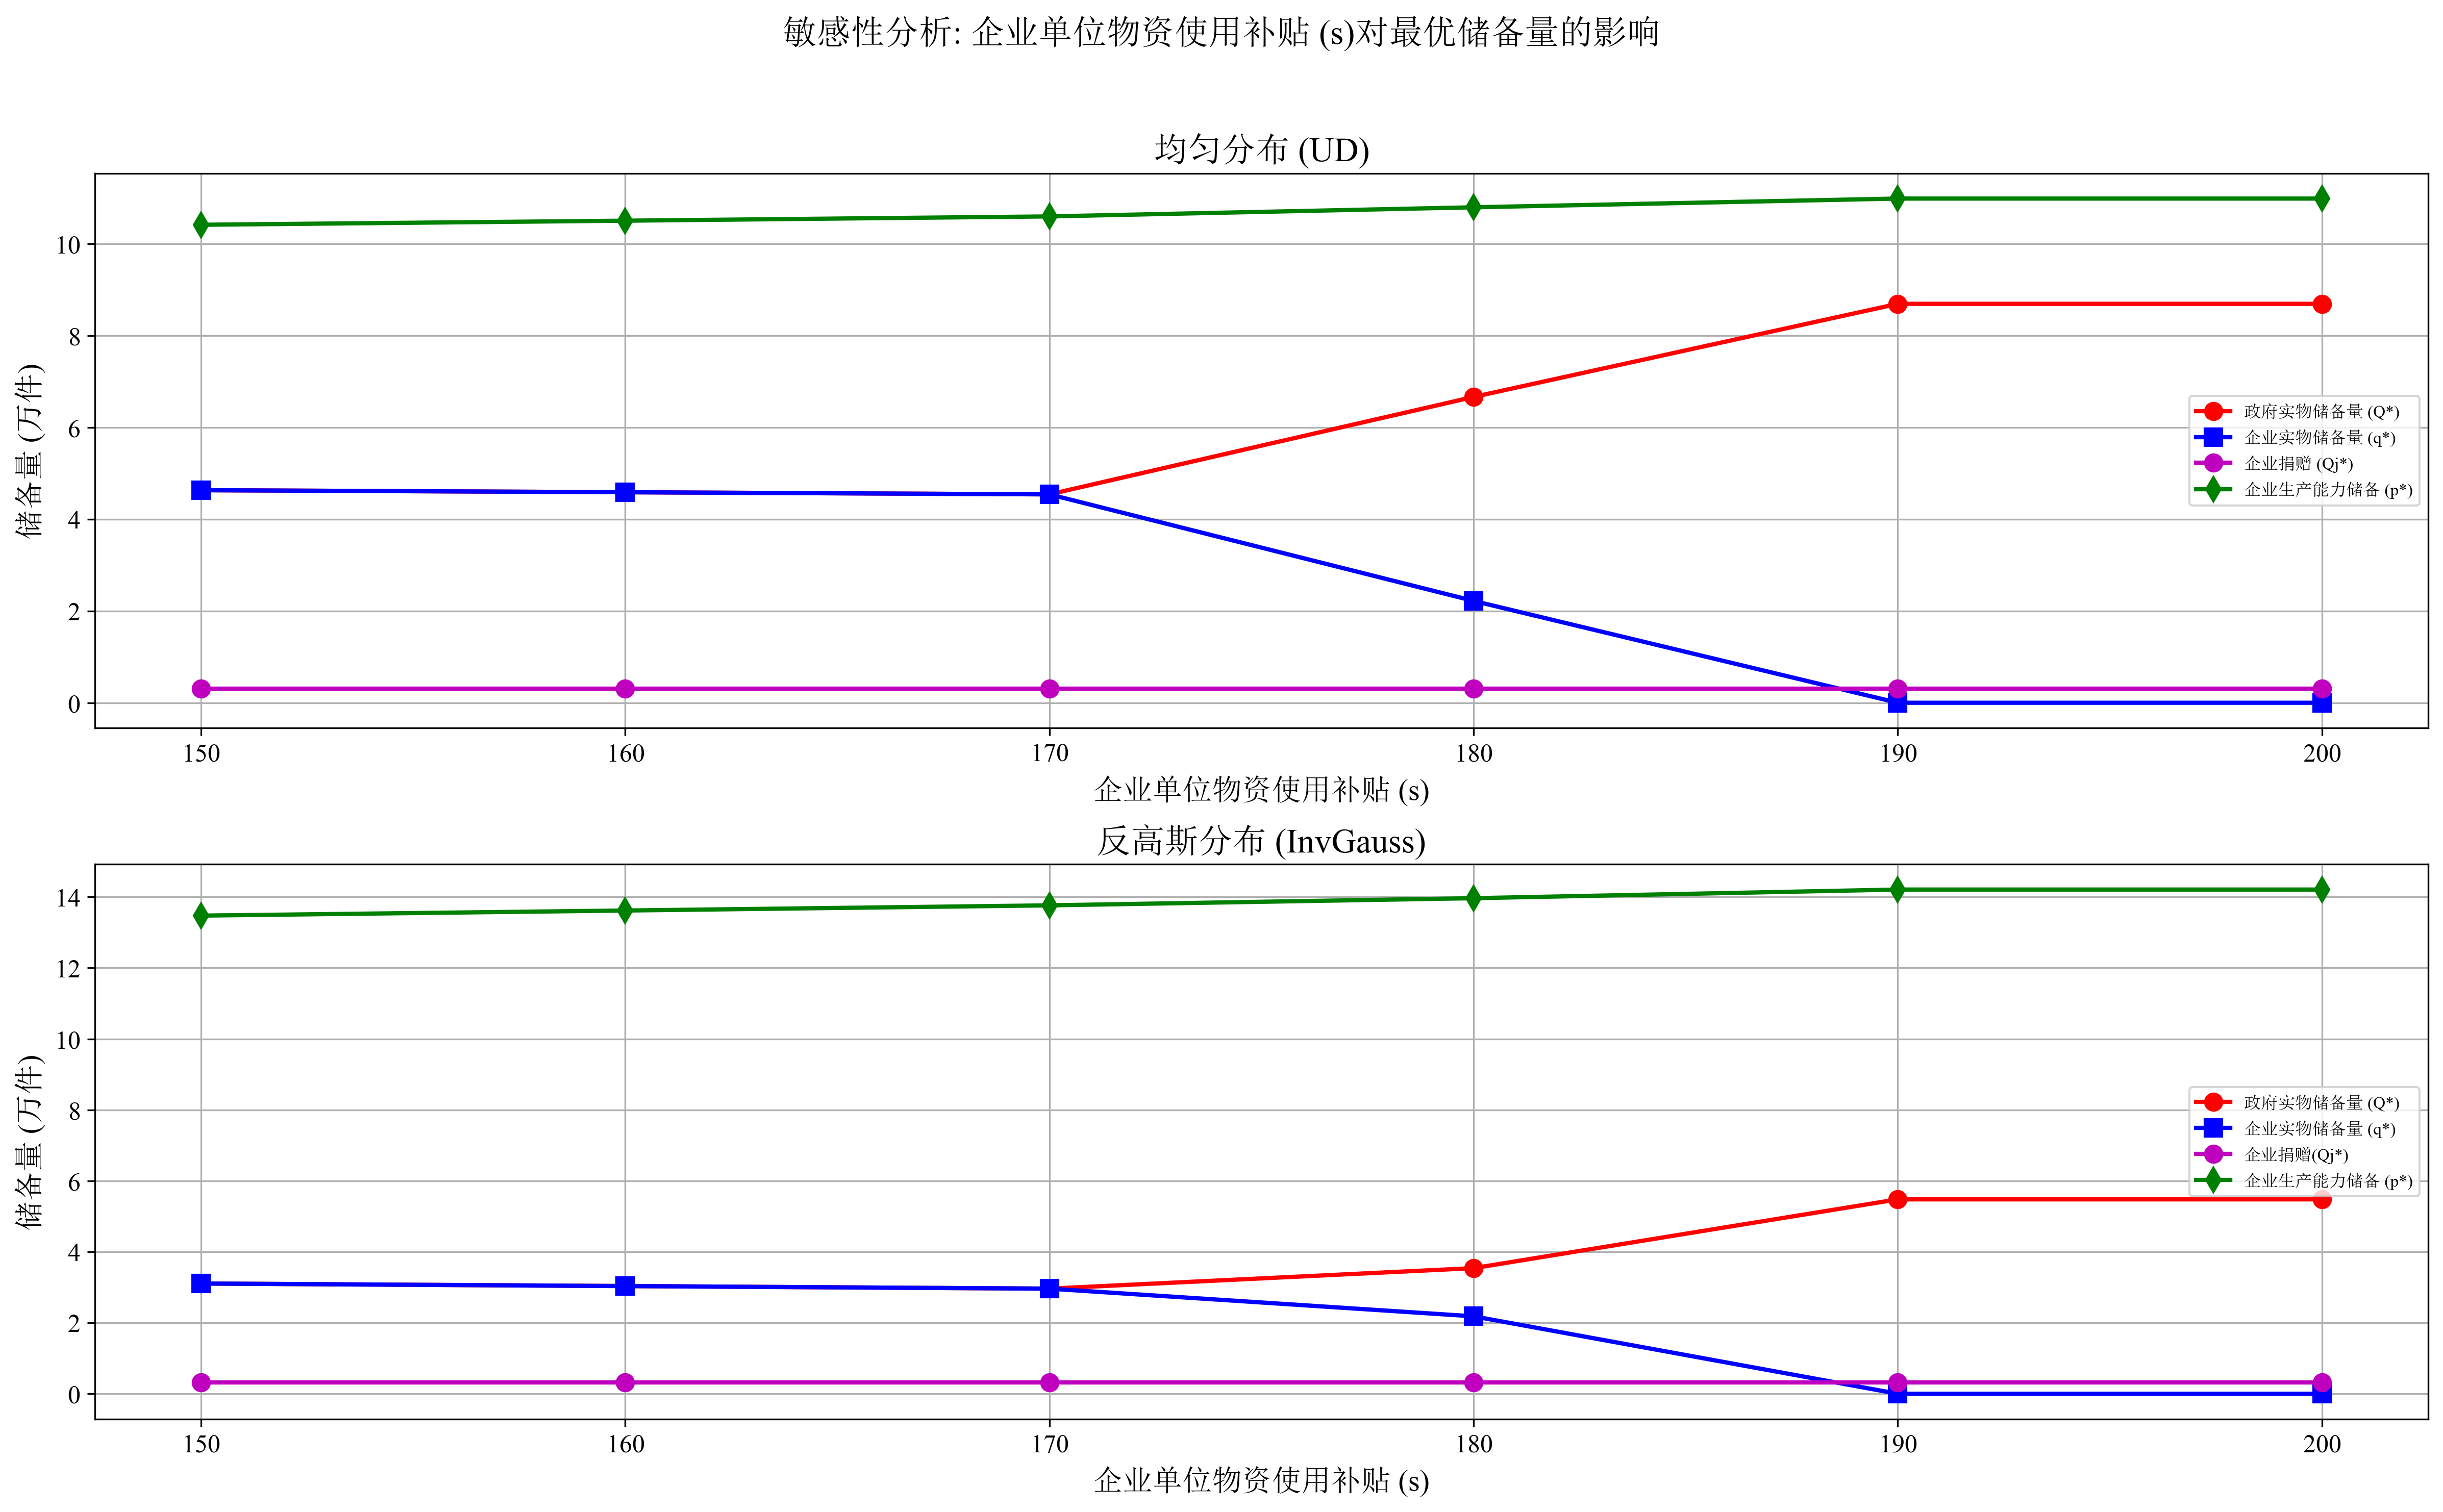 敏感性分析: 企业单位物资使用补贴 (s)对最优储备量的影响
均匀分布 (UD)
储备量 (万件)
10
8
6
4
2
0
政府实物储备量 (Q*)
企业实物储备量 (q*)
企业捐赠 (Qj*)
企业生产能力储备 (p*)
150 160 170 180 190 200
企业单位物资使用补贴 (s)
反高斯分布 (InvGauss)
储备量 (万件)
14
12
10
8
6
4
2
0
政府实物储备量 (Q*)
企业实物储备量 (q*)
企业捐赠(Qj*)
企业生产能力储备 (p*)
150 160 170 180 190 200
企业单位物资使用补贴 (s)